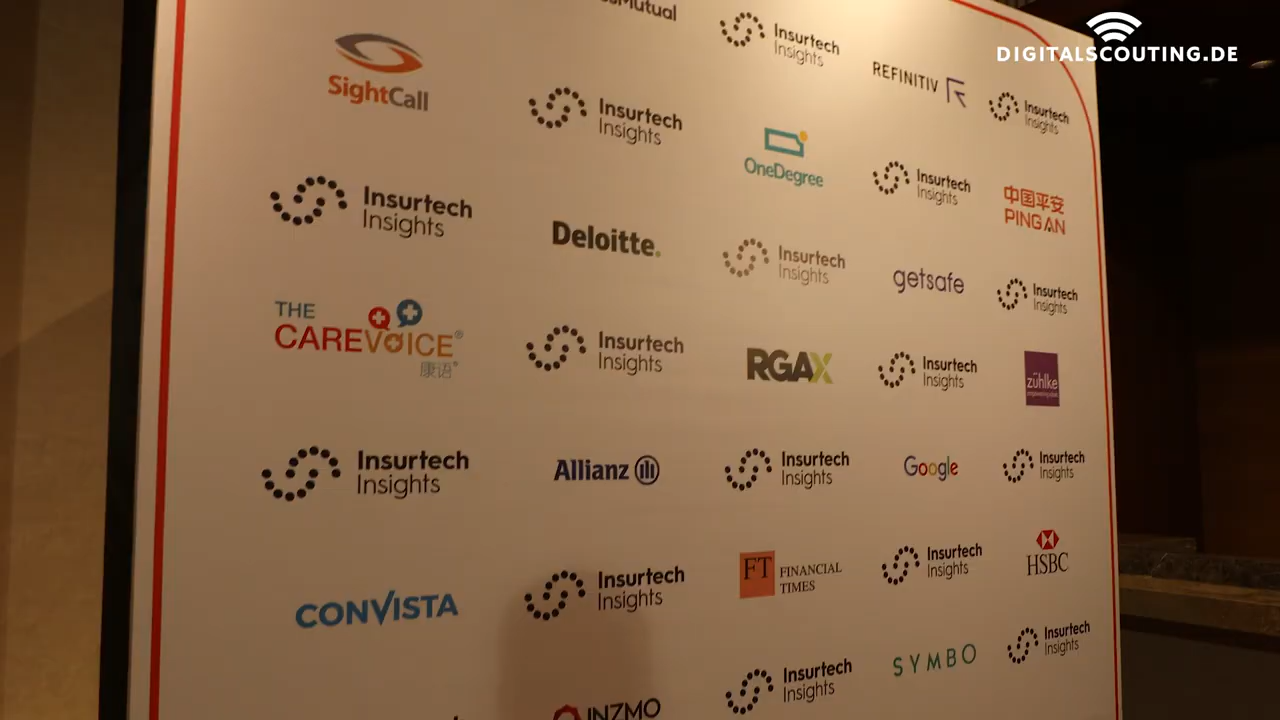 DIGITALSCOUTING.DE
Mutual
Insurtech
Insights
REFINITIV
Insurtech
Insights
SightCall
Insurtech
Insights
OneDegree
Insurtech
Insights
中国平安
PING AN
Insurtech
Insights
Deloitte.
Insurtech
Insights
getsafe
Insurtech
Insights
THE
CAREVOICE®
康语®
Insurtech
Insights
RGAX
Insurtech
Insights
zühlke
Insurtech
Insights
Allianz
Insurtech
Insights
Google
Insurtech
Insights
CONVISTA
Insurtech
Insights
FT FINANCIAL
TIMES
Insurtech
Insights
HSBC
INZMO
Insurtech
Insights
SYMBO
Insurtech
Insights